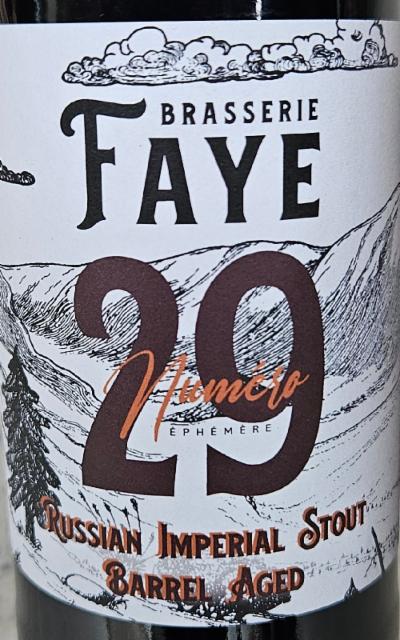 BRASSERIE
FAYE
29
Numéro
ÉPHÉMÈRE
RUSSIAN IMPERIAL STOUT
BARREL AGED